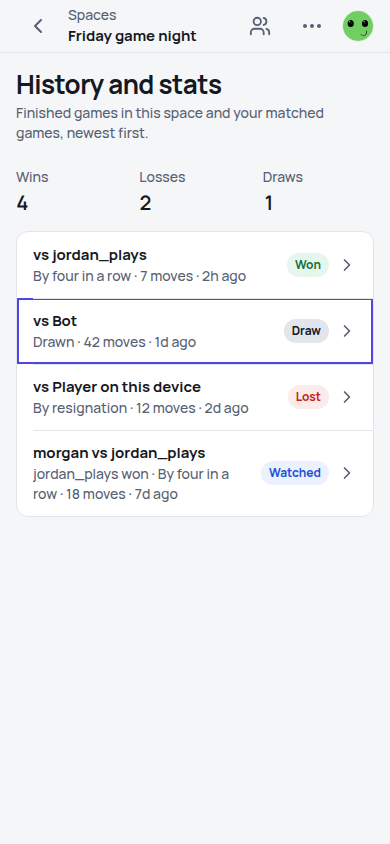 Spaces
Friday game night
History and stats
Finished games in this space and your matched
games, newest first.
Wins
Losses
Draws
4
2
1
vs jordan_plays
By four in a row · 7 moves · 2h ago
Won
vs Bot
Drawn · 42 moves · 1d ago
Draw
vs Player on this device
By resignation · 12 moves · 2d ago
Lost
morgan vs jordan_plays
jordan_plays won · By four in a
row · 18 moves · 7d ago
Watched